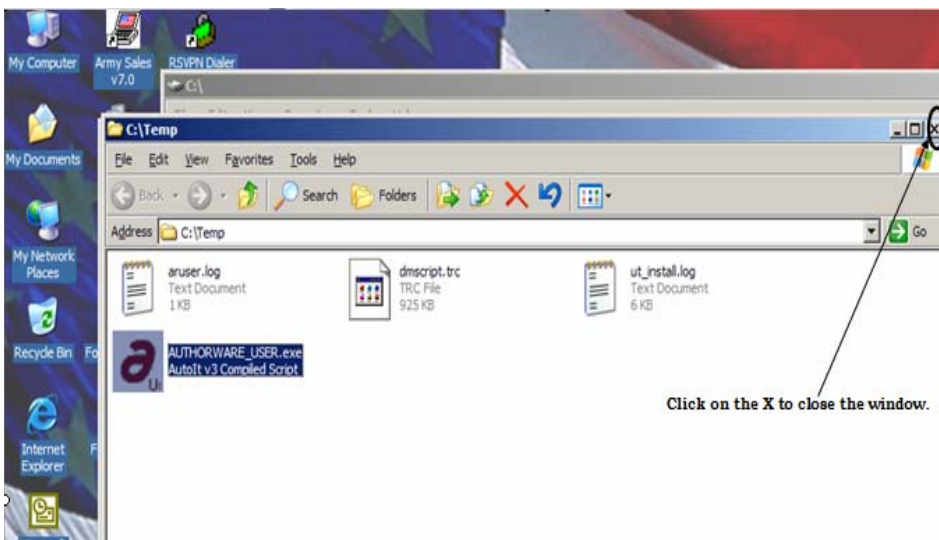 My Computer
Army Sales
v7.0
RSVPN Dialer
C:\
C:\Temp
My Documents
File Edit View Favorites Tools Help
Back Search Folders
Address C:\Temp Go
My Network
Places
aruser.log
Text Document
1 KB
dmscript.trc
TRC File
925 KB
ut_install.log
Text Document
6 KB
Recycle Bin
Fo
AUTHORWARE_USER.exe
AutoIt v3 Compiled Script
Click on the X to close the window.
Internet
Explorer
F